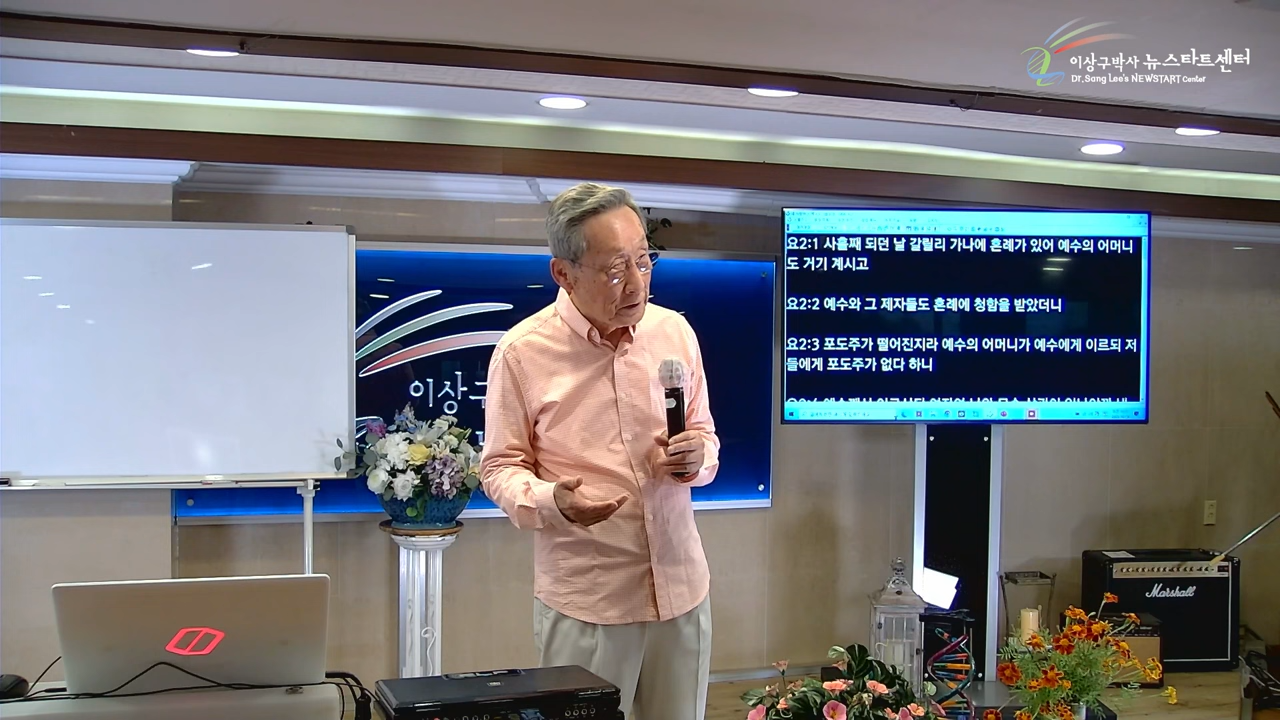 이상구박사 뉴스타트센터
Dr. Sang Lee's NEWSTART Center
요2:1 사흘째 되던 날 갈릴리 가나에 혼례가 있어 예수의 어머니
도 거기 계시고
요2:2 예수와 그 제자들도 혼례에 청함을 받았더니
요2:3 포도주가 떨어진지라 예수의 어머니가 예수에게 이르되 저
들에게 포도주가 없다 하니
이상구
Marshall